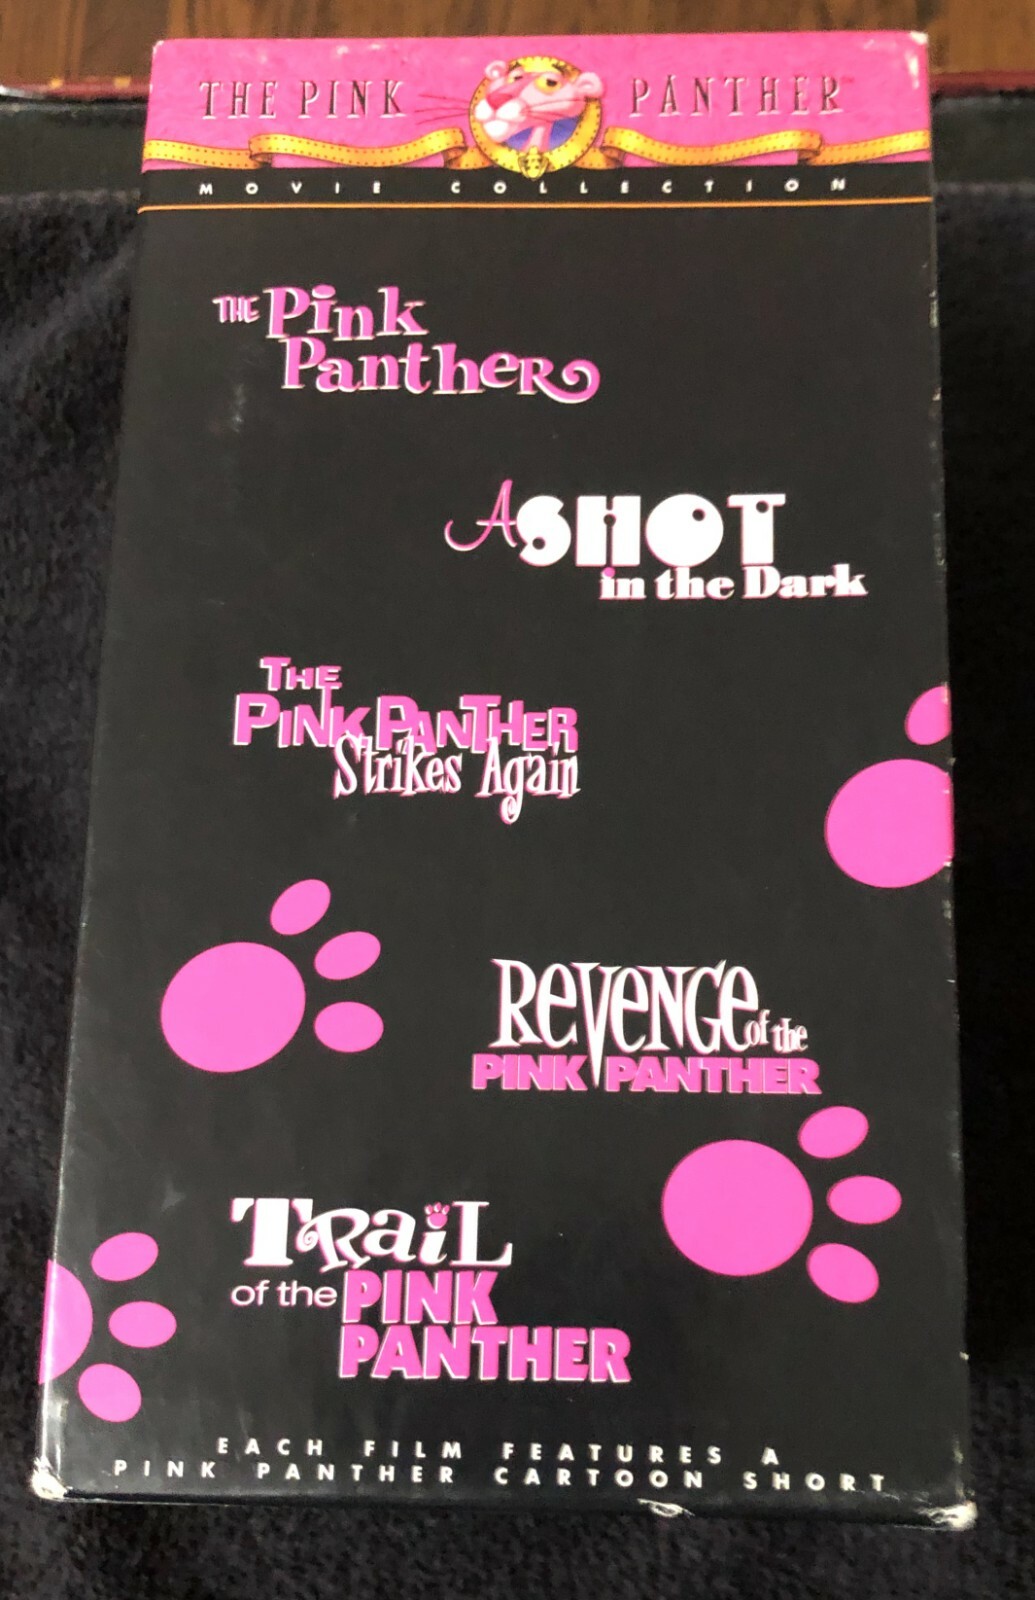 THE PINK PANTHER™
MOVIE COLLECTION
THE Pink
Panther
A SHOT
in the Dark
THE
PINK PANTHER
Strikes Again
REVENGE of the
PINK PANTHER
TRaiL
of the PINK
PANTHER
EACH FILM FEATURES A
PINK PANTHER CARTOON SHORT